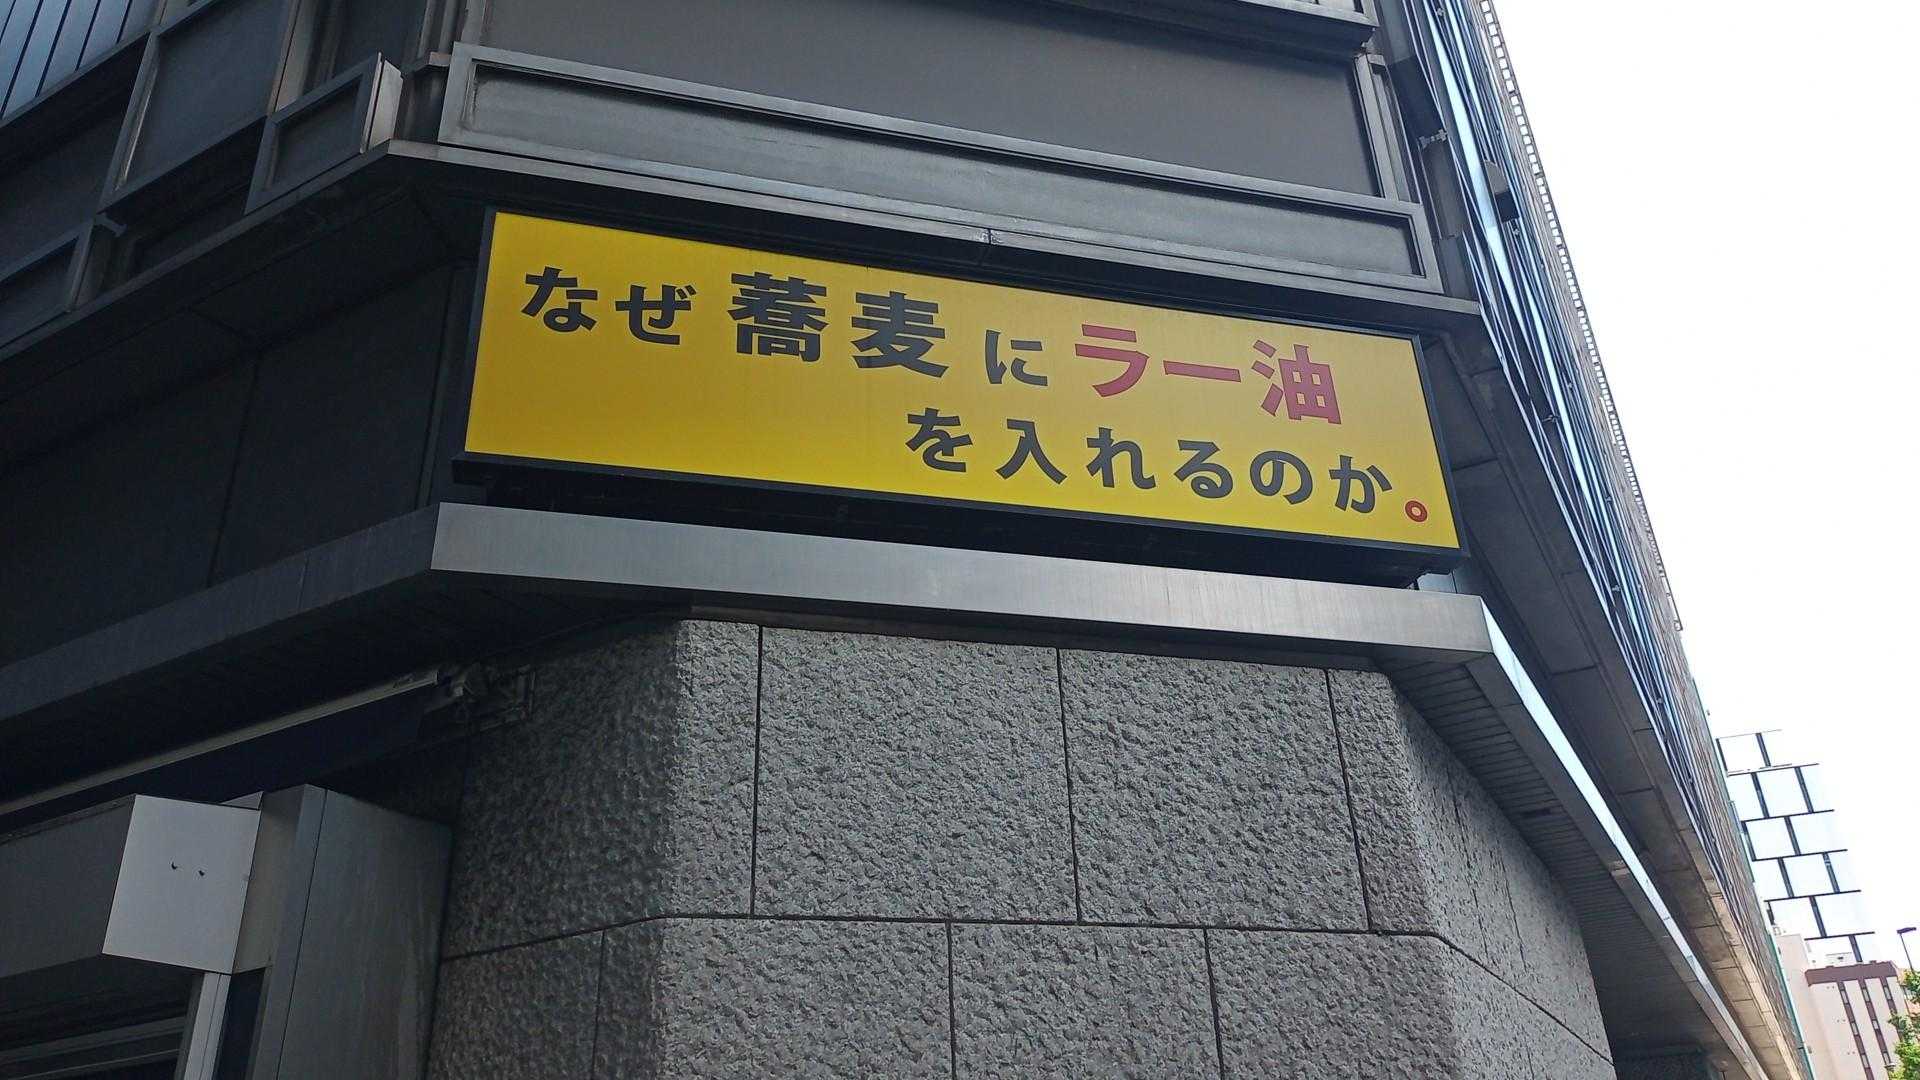 なぜ蕎麦にラー油
を入れるのか。